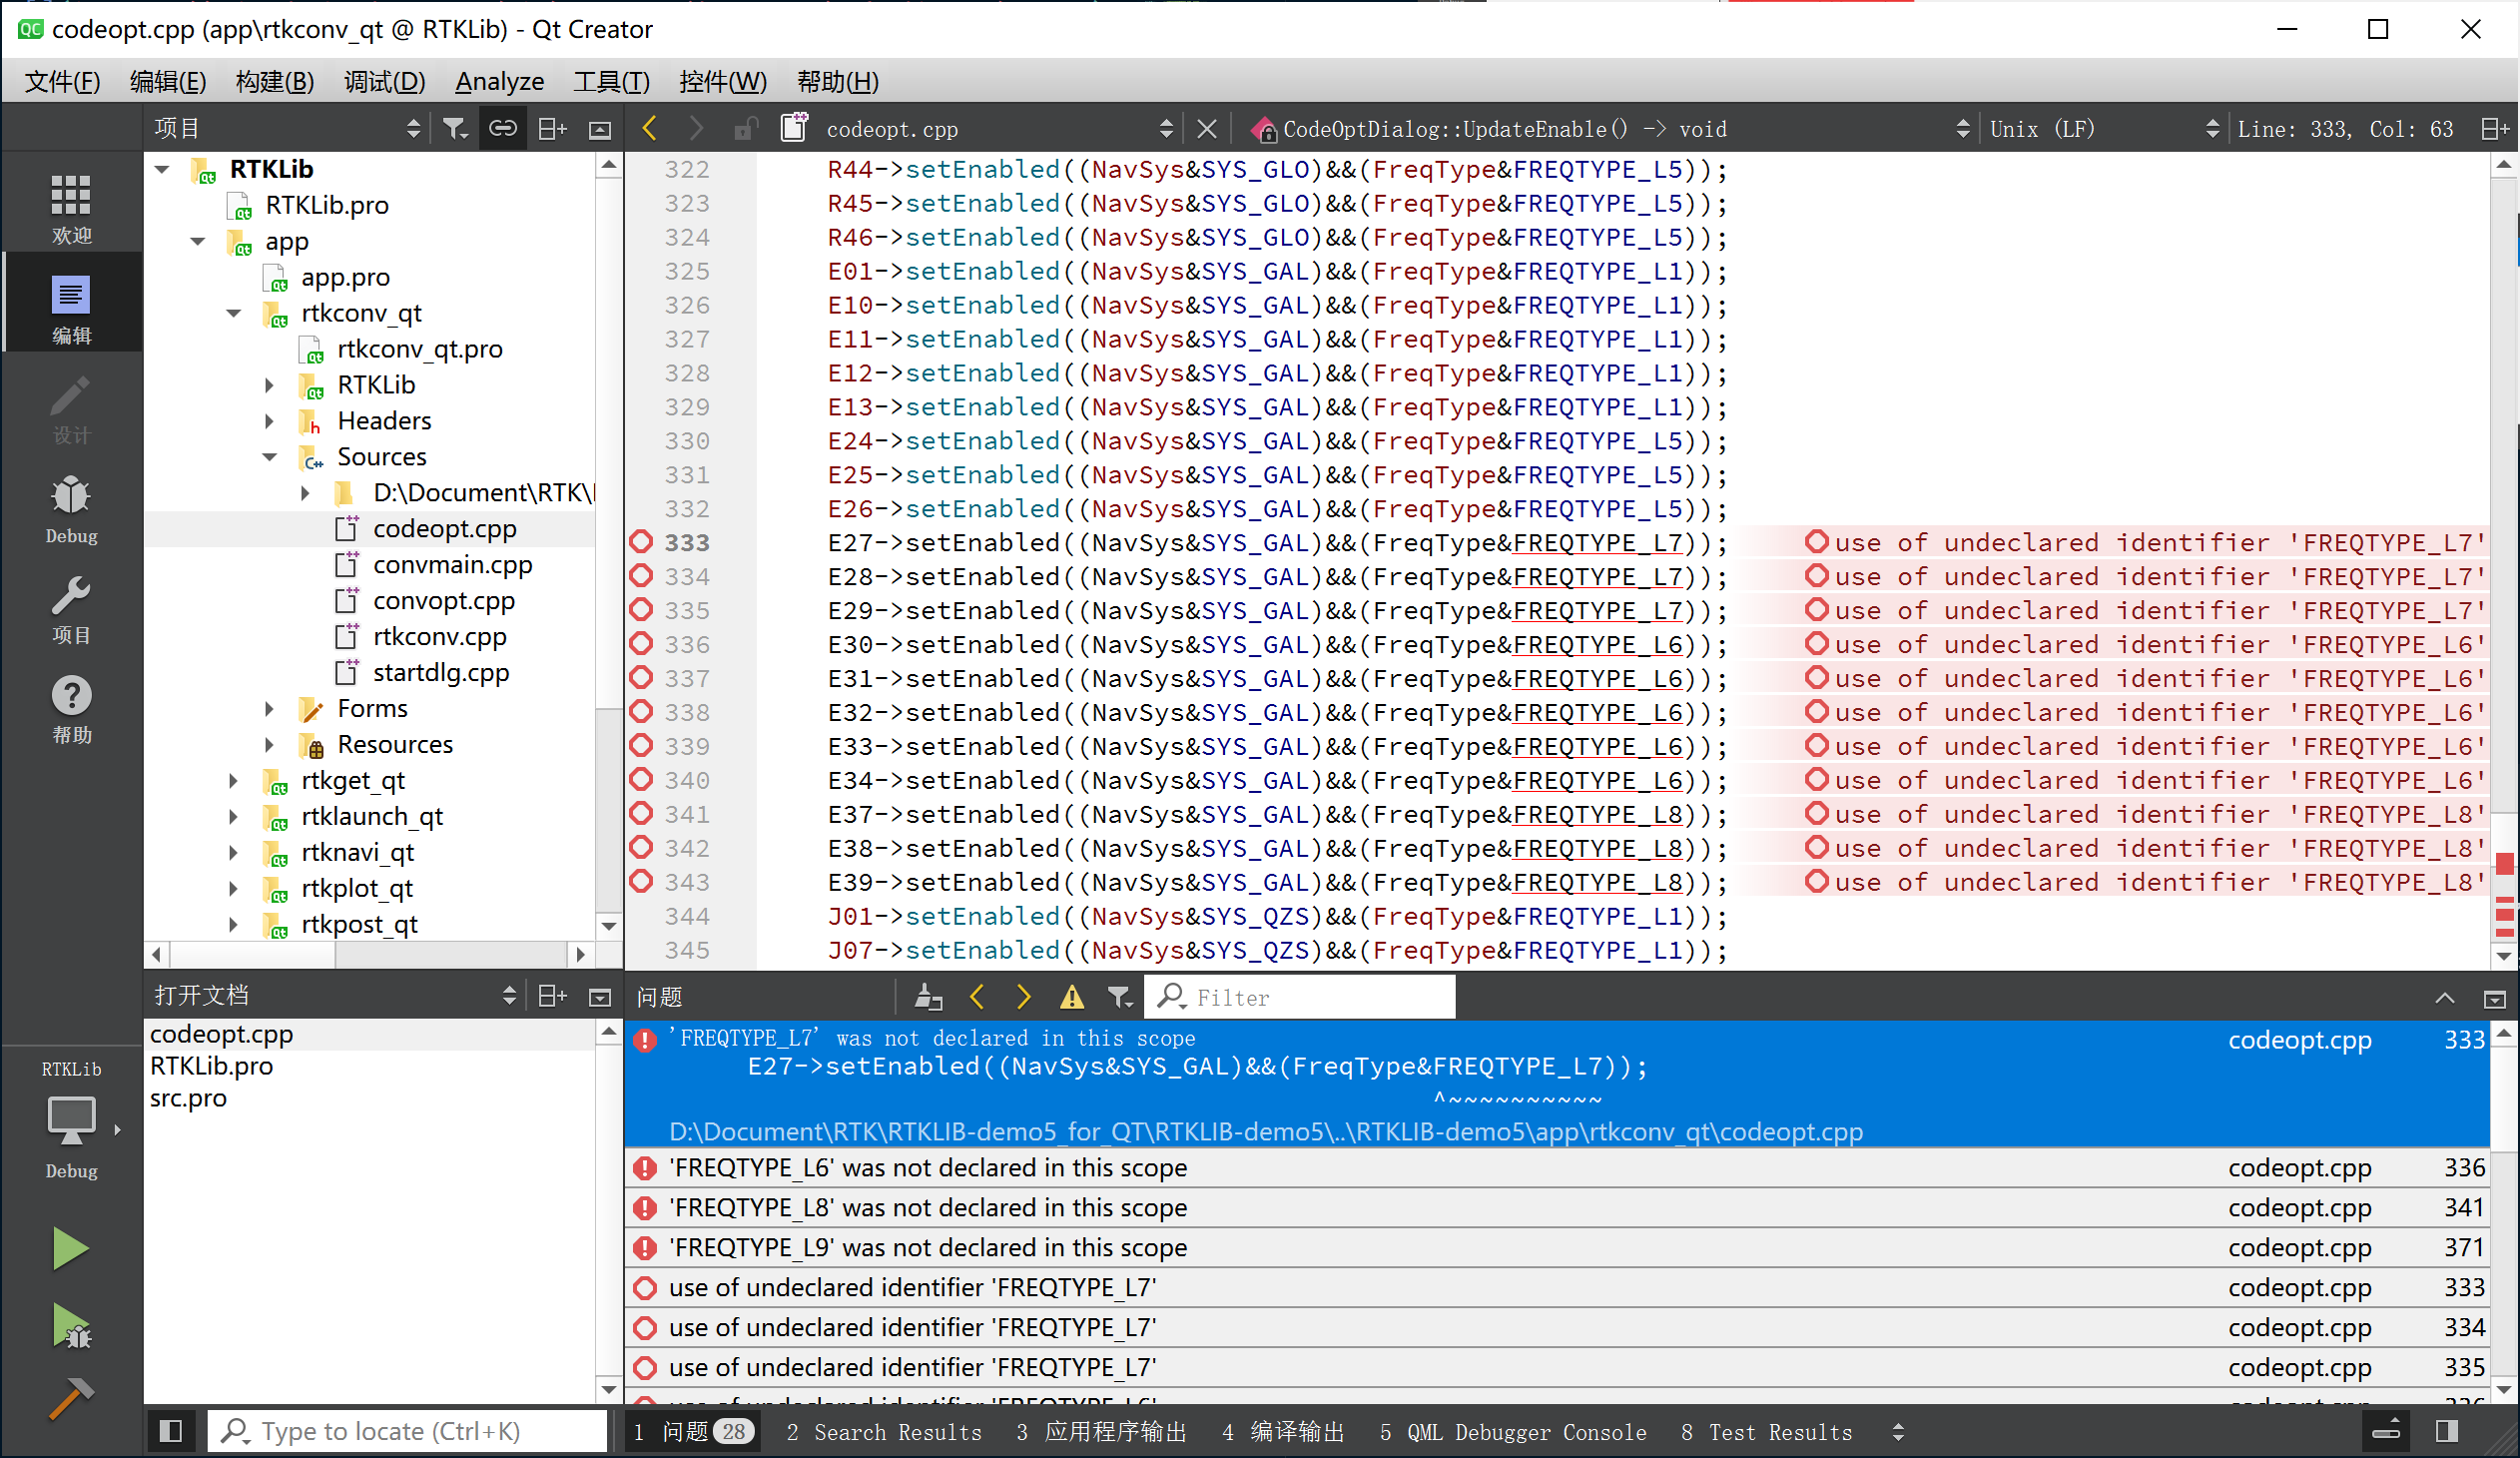 codeopt.cpp (app\rtkconv_qt @ RTKLib) - Qt Creator
文件(F) 编辑(E) 构建(B) 调试(D) Analyze 工具(T) 控件(W) 帮助(H)
项目
codeopt.cpp
CodeOptDialog::UpdateEnable() -> void
Unix (LF)
Line: 333, Col: 63
欢迎
编辑
设计
Debug
项目
帮助
RTKLib
Debug
RTKLib
RTKLib.pro
app
app.pro
rtkconv_qt
rtkconv_qt.pro
RTKLib
Headers
Sources
D:\Document\RTK\
codeopt.cpp
convmain.cpp
convopt.cpp
rtkconv.cpp
startdlg.cpp
Forms
Resources
rtkget_qt
rtklaunch_qt
rtknavi_qt
rtkplot_qt
rtkpost_qt
322 R44->setEnabled((NavSys&SYS_GLO)&&(FreqType&FREQTYPE_L5));
323 R45->setEnabled((NavSys&SYS_GLO)&&(FreqType&FREQTYPE_L5));
324 R46->setEnabled((NavSys&SYS_GLO)&&(FreqType&FREQTYPE_L5));
325 E01->setEnabled((NavSys&SYS_GAL)&&(FreqType&FREQTYPE_L1));
326 E10->setEnabled((NavSys&SYS_GAL)&&(FreqType&FREQTYPE_L1));
327 E11->setEnabled((NavSys&SYS_GAL)&&(FreqType&FREQTYPE_L1));
328 E12->setEnabled((NavSys&SYS_GAL)&&(FreqType&FREQTYPE_L1));
329 E13->setEnabled((NavSys&SYS_GAL)&&(FreqType&FREQTYPE_L1));
330 E24->setEnabled((NavSys&SYS_GAL)&&(FreqType&FREQTYPE_L5));
331 E25->setEnabled((NavSys&SYS_GAL)&&(FreqType&FREQTYPE_L5));
332 E26->setEnabled((NavSys&SYS_GAL)&&(FreqType&FREQTYPE_L5));
333 E27->setEnabled((NavSys&SYS_GAL)&&(FreqType&FREQTYPE_L7)); use of undeclared identifier 'FREQTYPE_L7'
334 E28->setEnabled((NavSys&SYS_GAL)&&(FreqType&FREQTYPE_L7)); use of undeclared identifier 'FREQTYPE_L7'
335 E29->setEnabled((NavSys&SYS_GAL)&&(FreqType&FREQTYPE_L7)); use of undeclared identifier 'FREQTYPE_L7'
336 E30->setEnabled((NavSys&SYS_GAL)&&(FreqType&FREQTYPE_L6)); use of undeclared identifier 'FREQTYPE_L6'
337 E31->setEnabled((NavSys&SYS_GAL)&&(FreqType&FREQTYPE_L6)); use of undeclared identifier 'FREQTYPE_L6'
338 E32->setEnabled((NavSys&SYS_GAL)&&(FreqType&FREQTYPE_L6)); use of undeclared identifier 'FREQTYPE_L6'
339 E33->setEnabled((NavSys&SYS_GAL)&&(FreqType&FREQTYPE_L6)); use of undeclared identifier 'FREQTYPE_L6'
340 E34->setEnabled((NavSys&SYS_GAL)&&(FreqType&FREQTYPE_L6)); use of undeclared identifier 'FREQTYPE_L6'
341 E37->setEnabled((NavSys&SYS_GAL)&&(FreqType&FREQTYPE_L8)); use of undeclared identifier 'FREQTYPE_L8'
342 E38->setEnabled((NavSys&SYS_GAL)&&(FreqType&FREQTYPE_L8)); use of undeclared identifier 'FREQTYPE_L8'
343 E39->setEnabled((NavSys&SYS_GAL)&&(FreqType&FREQTYPE_L8)); use of undeclared identifier 'FREQTYPE_L8'
344 J01->setEnabled((NavSys&SYS_QZS)&&(FreqType&FREQTYPE_L1));
345 J07->setEnabled((NavSys&SYS_QZS)&&(FreqType&FREQTYPE_L1));
打开文档
codeopt.cpp
RTKLib.pro
src.pro
问题
Filter
'FREQTYPE_L7' was not declared in this scope codeopt.cpp 333
E27->setEnabled((NavSys&SYS_GAL)&&(FreqType&FREQTYPE_L7));
^~~~~~~~~~~
D:\Document\RTK\RTKLIB-demo5_for_QT\RTKLIB-demo5\..\RTKLIB-demo5\app\rtkconv_qt\codeopt.cpp
'FREQTYPE_L6' was not declared in this scope codeopt.cpp 336
'FREQTYPE_L8' was not declared in this scope codeopt.cpp 341
'FREQTYPE_L9' was not declared in this scope codeopt.cpp 371
use of undeclared identifier 'FREQTYPE_L7' codeopt.cpp 333
use of undeclared identifier 'FREQTYPE_L7' codeopt.cpp 334
use of undeclared identifier 'FREQTYPE_L7' codeopt.cpp 335
Type to locate (Ctrl+K)
1 问题 28 2 Search Results 3 应用程序输出 4 编译输出 5 QML Debugger Console 8 Test Results